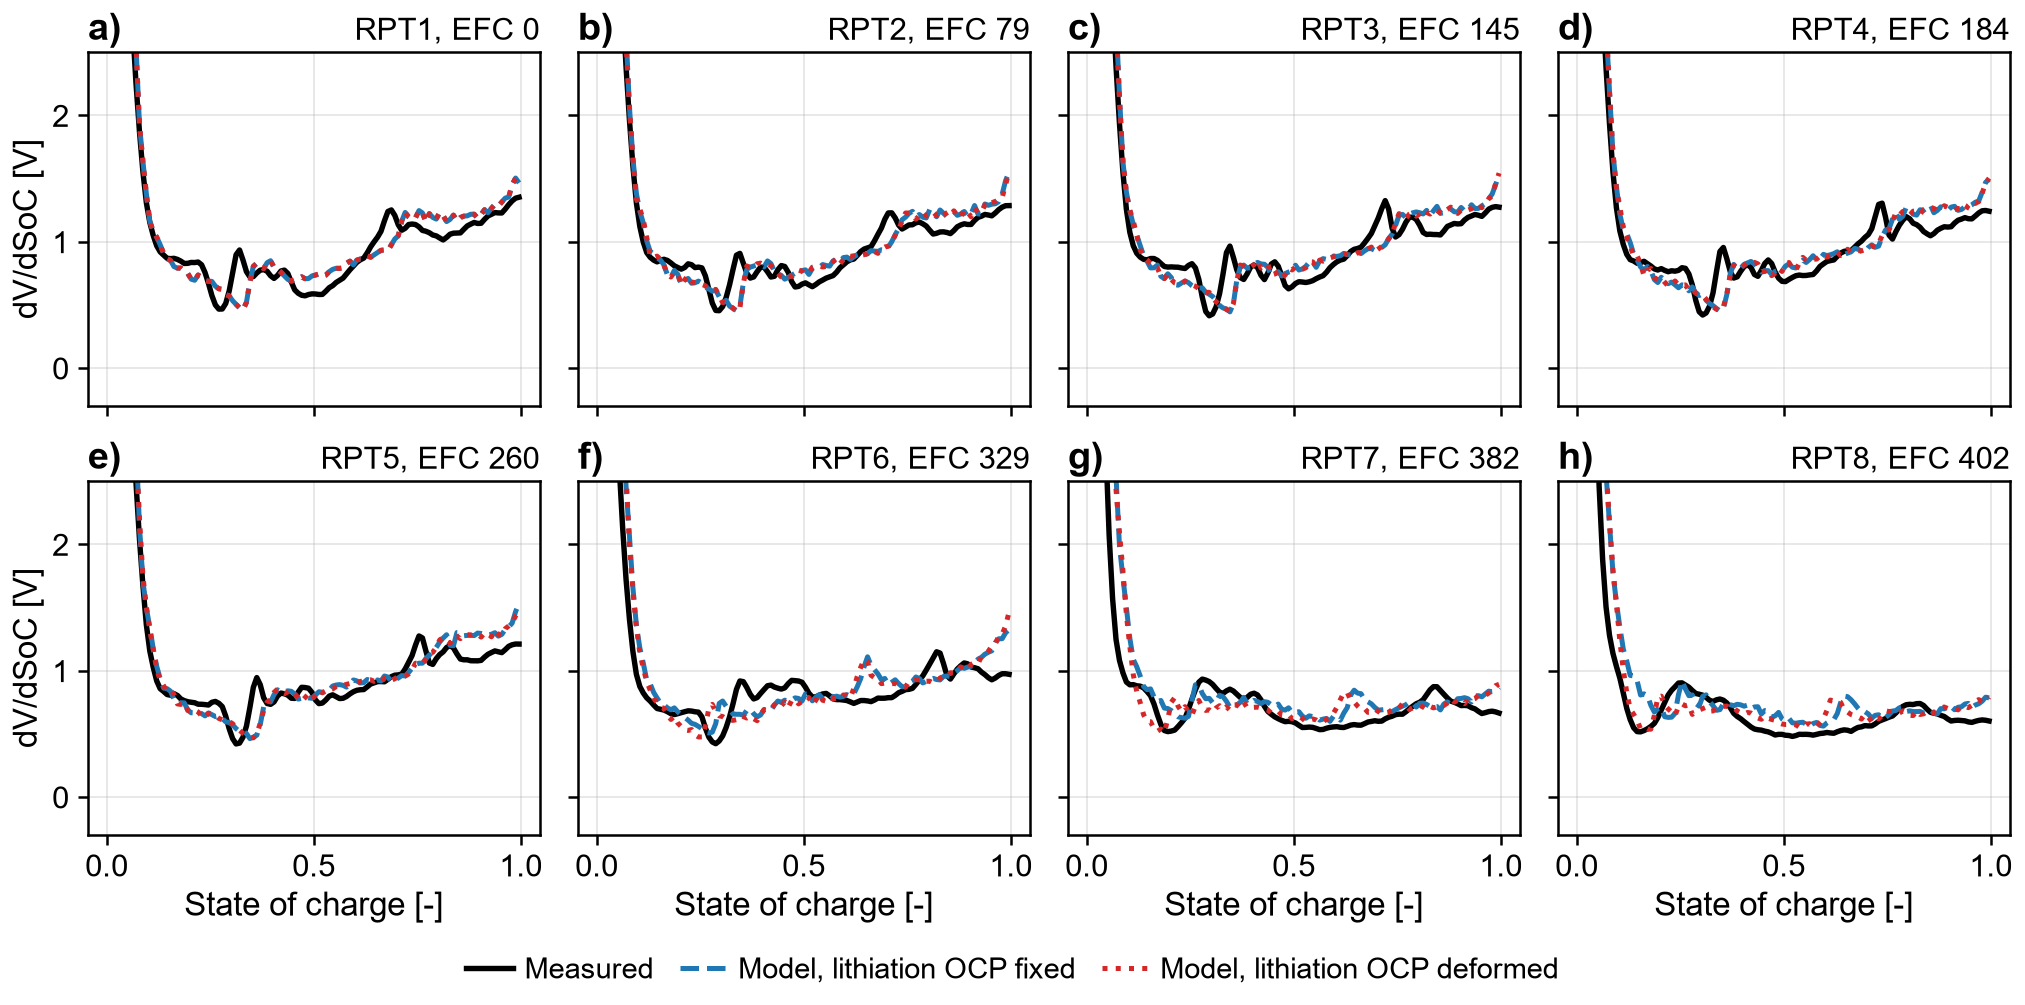 a) RPT1, EFC 0
b) RPT2, EFC 79
c) RPT3, EFC 145
d) RPT4, EFC 184
dV/dSoC [V]
2
1
0
e) RPT5, EFC 260
f) RPT6, EFC 329
g) RPT7, EFC 382
h) RPT8, EFC 402
dV/dSoC [V]
2
1
0
0.0 0.5 1.0
0.0 0.5 1.0
0.0 0.5 1.0
0.0 0.5 1.0
State of charge [-]
State of charge [-]
State of charge [-]
State of charge [-]
Measured
Model, lithiation OCP fixed
Model, lithiation OCP deformed